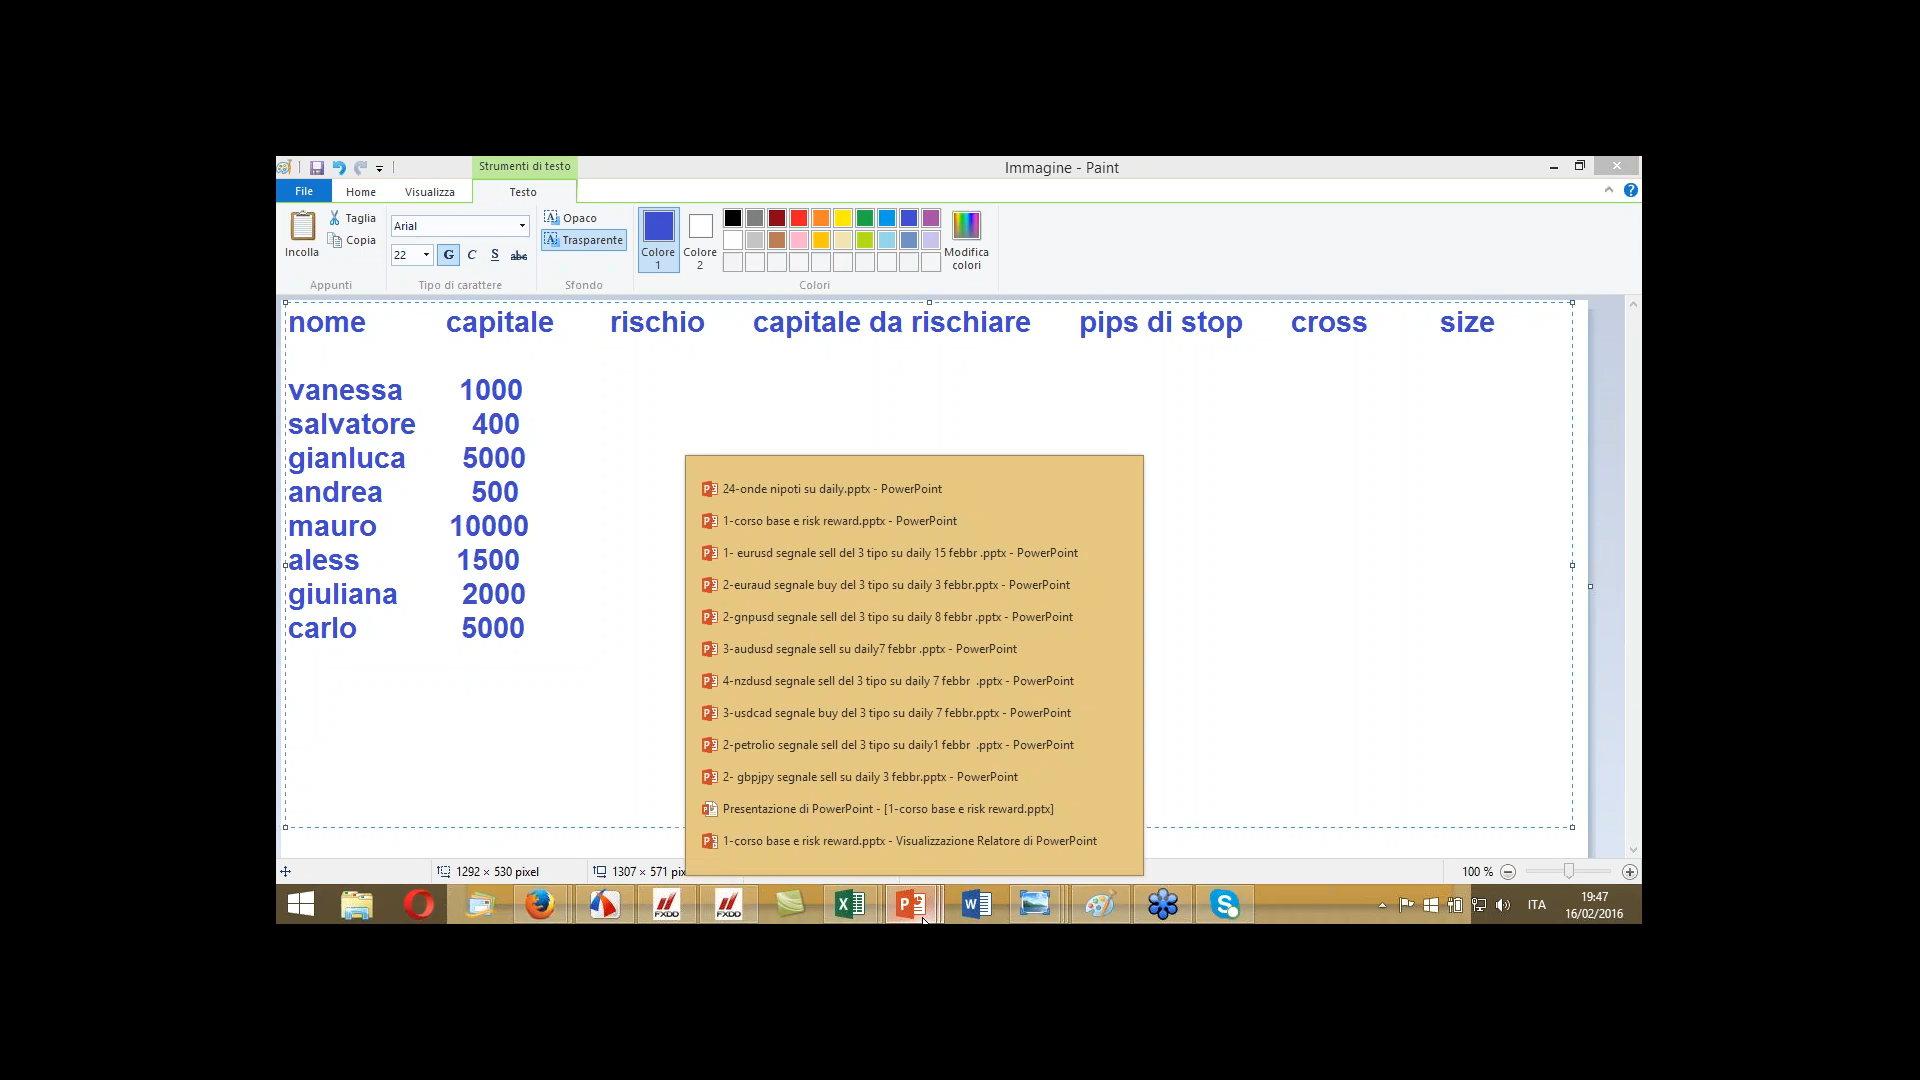 Strumenti di testo
Immagine - Paint
File Home Visualizza Testo
Taglia
Copia
Incolla
Appunti
Arial
22 G C S abc
Tipo di carattere
Opaco
Trasparente
Sfondo
Colore 1
Colore 2
Modifica colori
Colori
nome capitale rischio capitale da rischiare pips di stop cross size
vanessa 1000
salvatore 400
gianluca 5000
andrea 500
mauro 10000
aless 1500
giuliana 2000
carlo 5000
24-onde nipoti su daily.pptx - PowerPoint
1-corso base e risk reward.pptx - PowerPoint
1- eurusd segnale sell del 3 tipo su daily 15 febbr .pptx - PowerPoint
2-euraud segnale buy del 3 tipo su daily 3 febbr.pptx - PowerPoint
2-gnpusd segnale sell del 3 tipo su daily 8 febbr .pptx - PowerPoint
3-audusd segnale sell su daily7 febbr .pptx - PowerPoint
4-nzdusd segnale sell del 3 tipo su daily 7 febbr .pptx - PowerPoint
3-usdcad segnale buy del 3 tipo su daily 7 febbr.pptx - PowerPoint
2-petrolio segnale sell del 3 tipo su daily1 febbr .pptx - PowerPoint
2- gbpjpy segnale sell su daily 3 febbr.pptx - PowerPoint
Presentazione di PowerPoint - [1-corso base e risk reward.pptx]
1-corso base e risk reward.pptx - Visualizzazione Relatore di PowerPoint
1292 × 530 pixel 1307 × 571 pix 100 %
FXDD FXDD ITA 19:47
16/02/2016